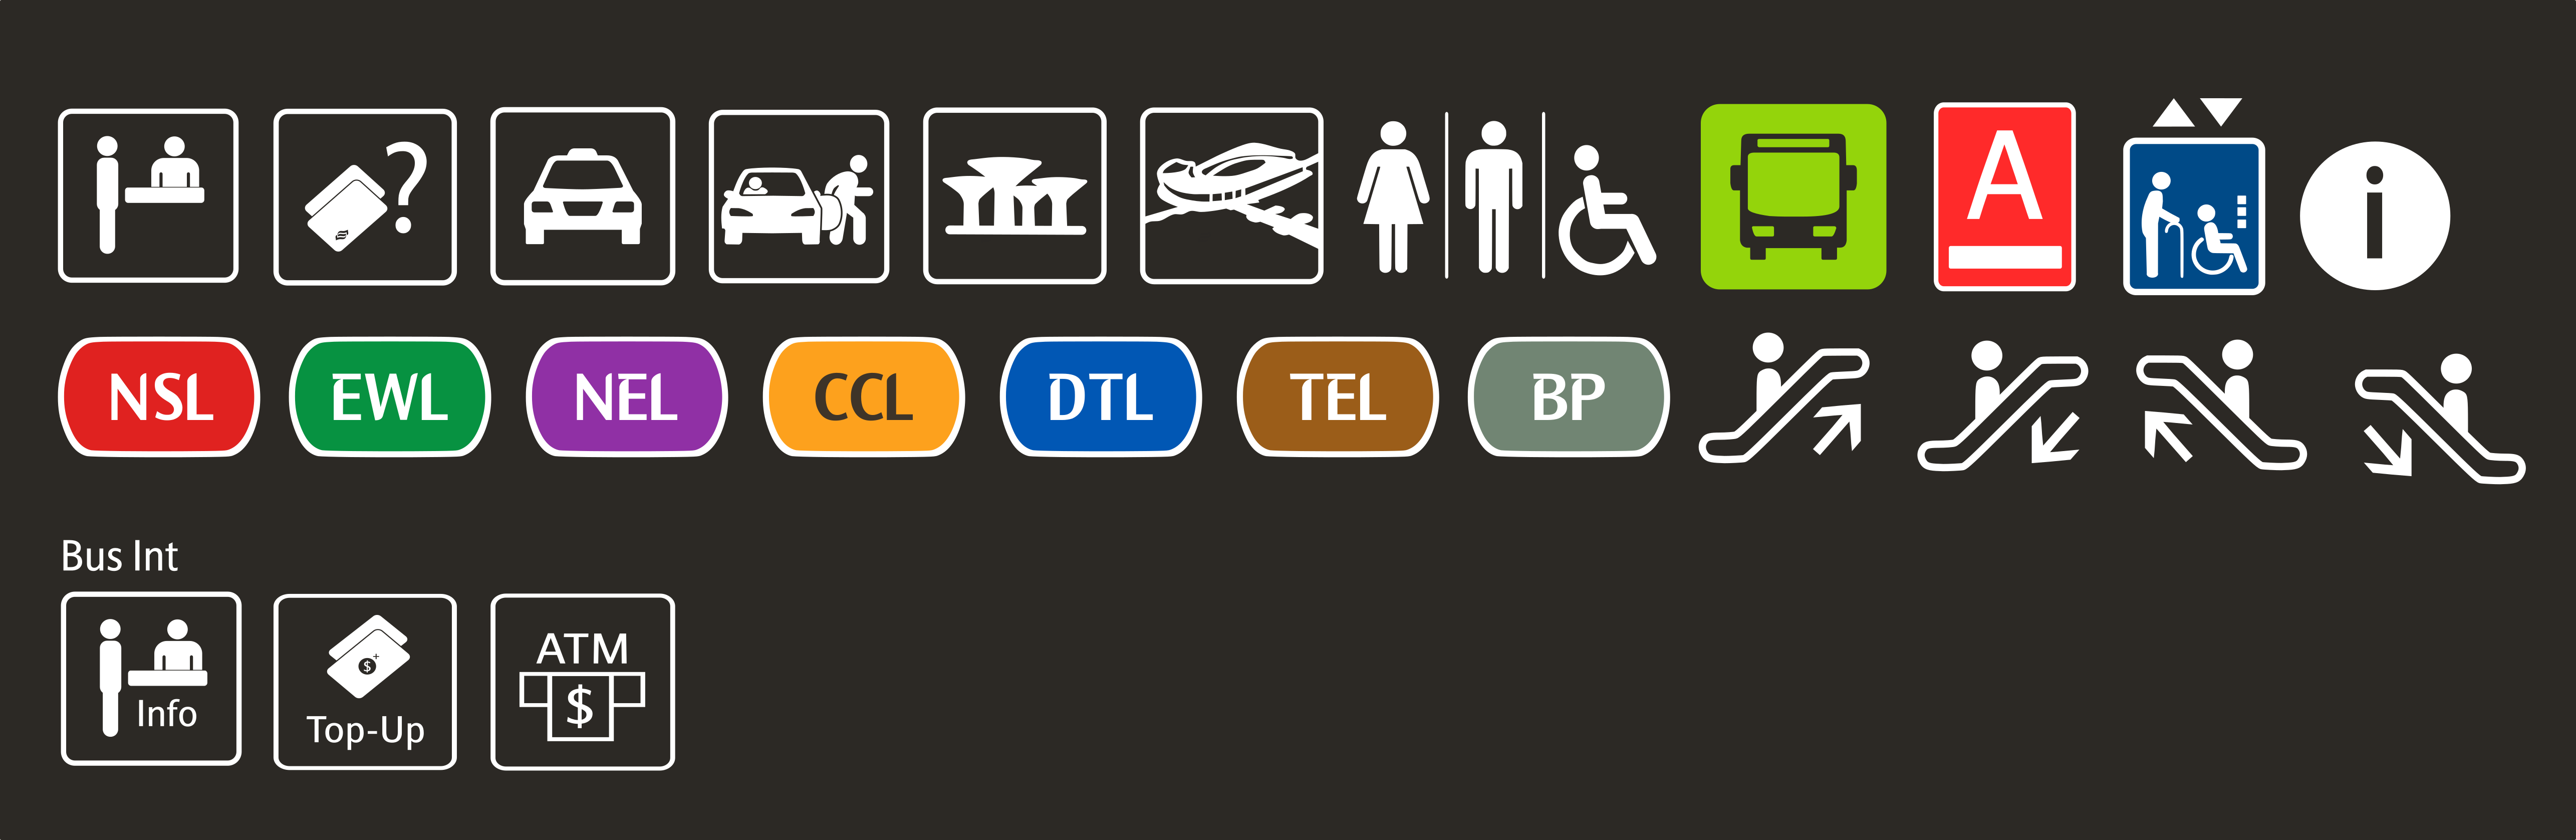 ?
A
i
NSL EWL NEL CCL DTL TEL BP
Bus Int
Info
$+
Top-Up
ATM
$